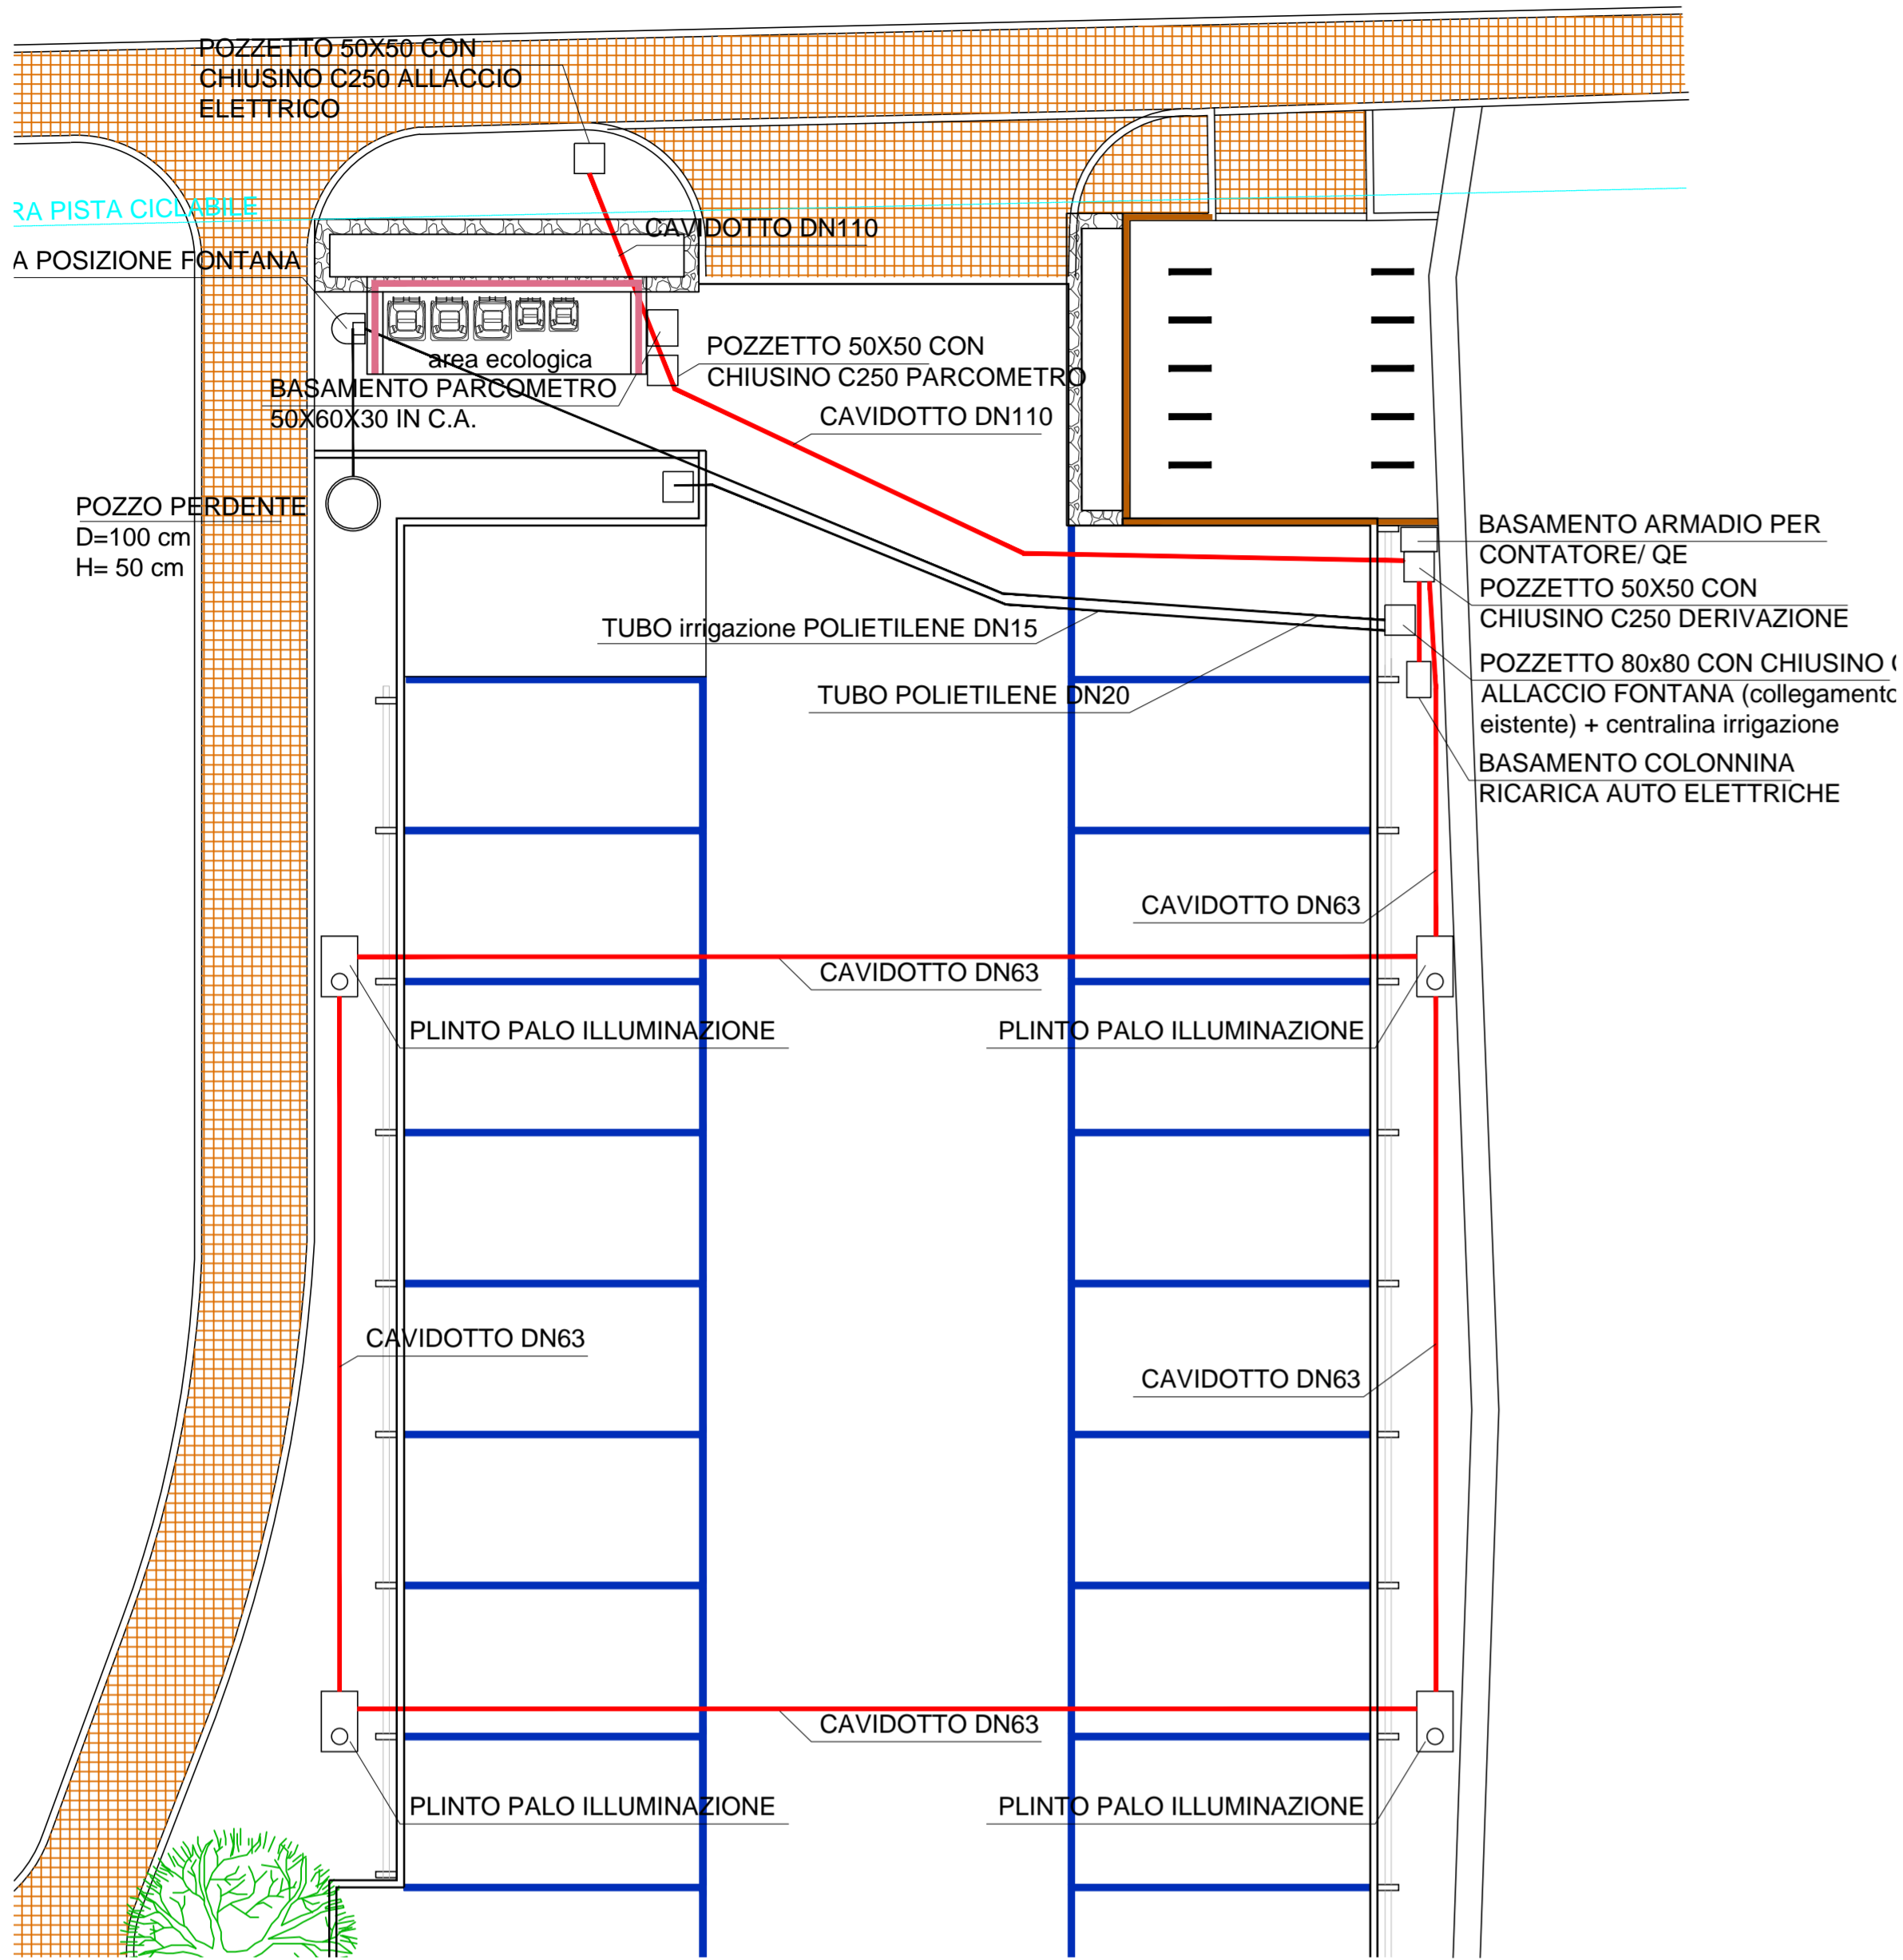 POZZETTO 50X50 CON
CHIUSINO C250 ALLACCIO
ELETTRICO
RA PISTA CICLABILE
A POSIZIONE FONTANA
CAVIDOTTO DN110
area ecologica
BASAMENTO PARCOMETRO
50X60X30 IN C.A.
POZZETTO 50X50 CON
CHIUSINO C250 PARCOMETRO
CAVIDOTTO DN110
POZZO PERDENTE
D=100 cm
H= 50 cm
BASAMENTO ARMADIO PER
CONTATORE/ QE
POZZETTO 50X50 CON
CHIUSINO C250 DERIVAZIONE
TUBO irrigazione POLIETILENE DN15
TUBO POLIETILENE DN20
POZZETTO 80x80 CON CHIUSINO
ALLACCIO FONTANA (collegamento
eistente) + centralina irrigazione
BASAMENTO COLONNINA
RICARICA AUTO ELETTRICHE
CAVIDOTTO DN63
CAVIDOTTO DN63
PLINTO PALO ILLUMINAZIONE
PLINTO PALO ILLUMINAZIONE
CAVIDOTTO DN63
CAVIDOTTO DN63
CAVIDOTTO DN63
PLINTO PALO ILLUMINAZIONE
PLINTO PALO ILLUMINAZIONE